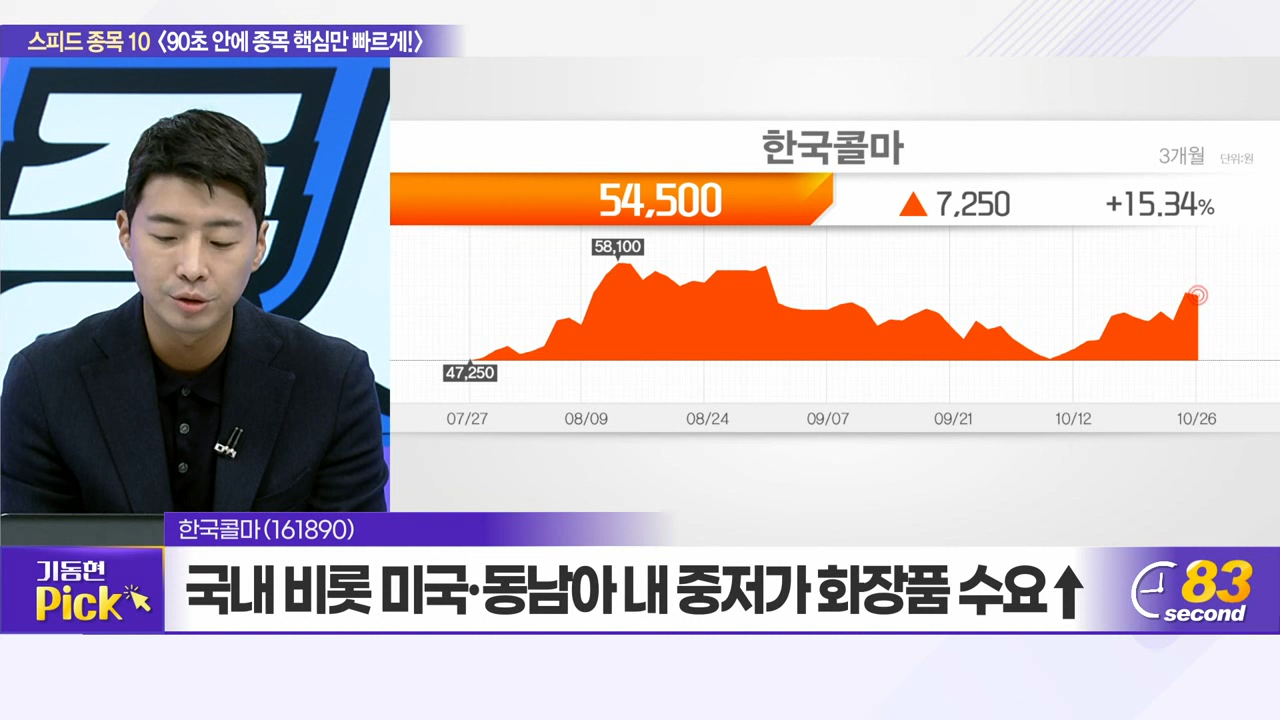 스피드 종목 10 〈90초 안에 종목 핵심만 빠르게!〉
한국콜마
3개월 단위:원
54,500 ▲ 7,250 +15.34%
58,100
47,250
07/27 08/09 08/24 09/07 09/21 10/12 10/26
한국콜마(161890)
기동현
Pick
국내 비롯 미국·동남아 내 중저가 화장품 수요↑
83
second